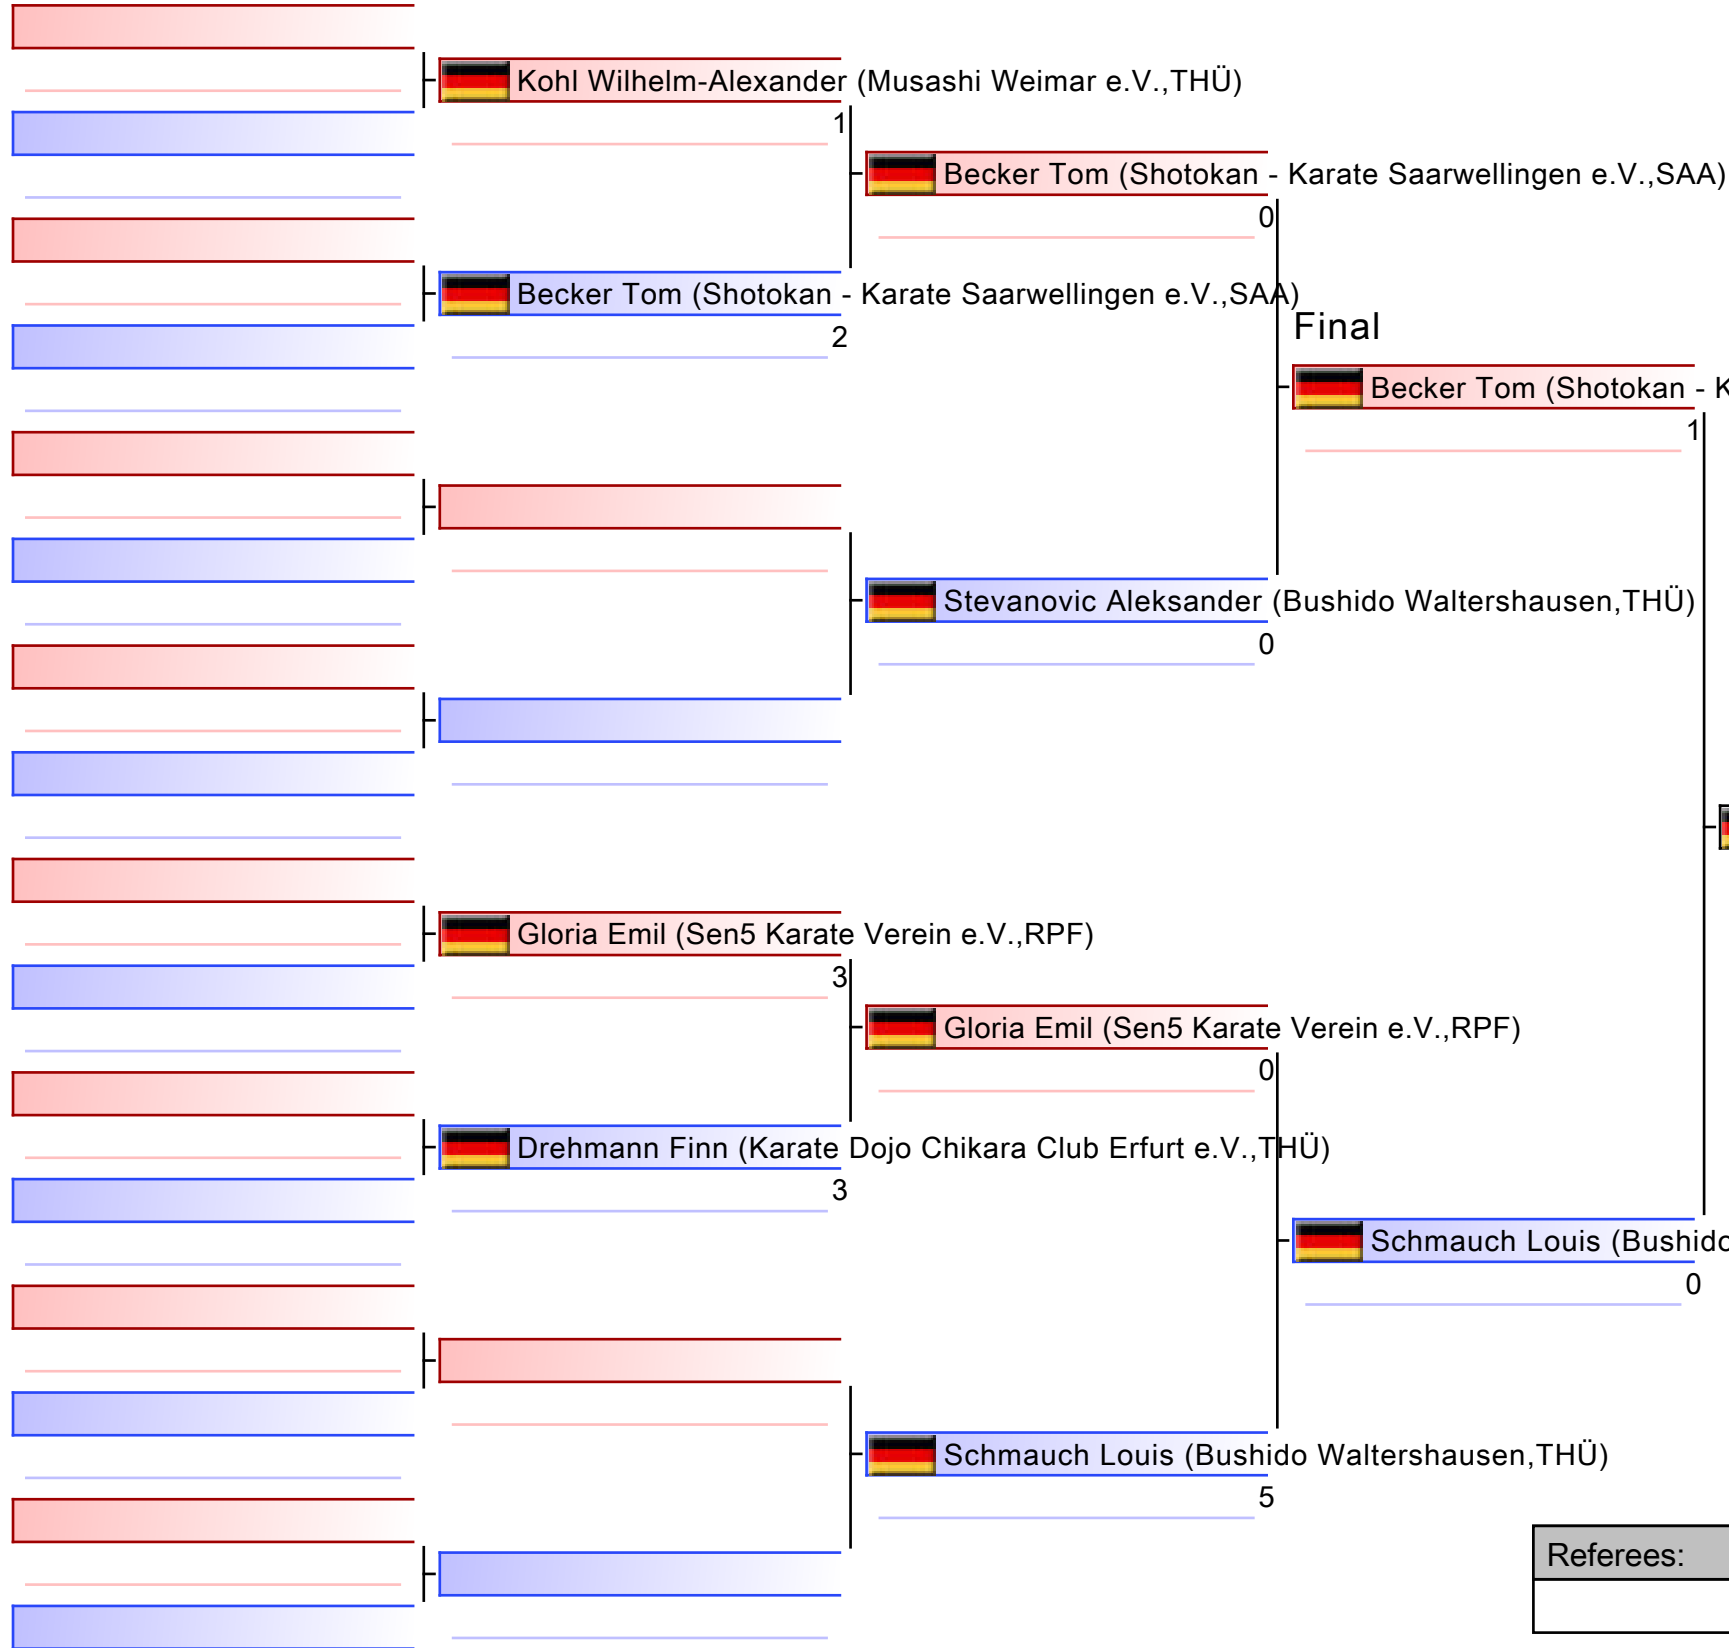 Kohl Wilhelm-Alexander (Musashi Weimar e.V.,THÜ)
1
Becker Tom (Shotokan - Karate Saarwellingen e.V.,SAA)
0
Becker Tom (Shotokan - Karate Saarwellingen e.V.,SAA)
2
Final
Becker Tom (Shotokan - K
1
Stevanovic Aleksander (Bushido Waltershausen,THÜ)
0
Gloria Emil (Sen5 Karate Verein e.V.,RPF)
3
Gloria Emil (Sen5 Karate Verein e.V.,RPF)
0
Drehmann Finn (Karate Dojo Chikara Club Erfurt e.V.,THÜ)
3
Schmauch Louis (Bushido
0
Schmauch Louis (Bushido Waltershausen,THÜ)
5
Referees: